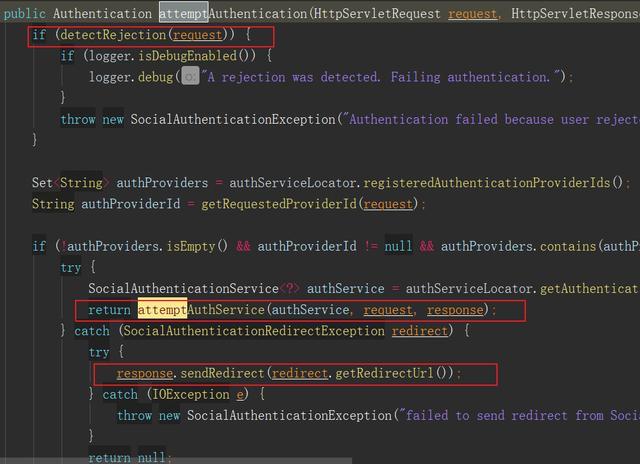 public Authentication attemptAuthentication(HttpServletRequest request, HttpServletRespons
if (detectRejection(request)) {
if (logger.isDebugEnabled()) {
logger.debug( o: "A rejection was detected. Failing authentication.");
}
throw new SocialAuthenticationException("Authentication failed because user rejecte
}
Set<String> authProviders = authServiceLocator.registeredAuthenticationProviderIds();
String authProviderId = getRequestedProviderId(request);
if (!authProviders.isEmpty() && authProviderId != null && authProviders.contains(authP
try {
SocialAuthenticationService<?> authService = authServiceLocator.getAuthenticat
return attemptAuthService(authService, request, response);
} catch (SocialAuthenticationRedirectException redirect) {
try {
response.sendRedirect(redirect.getRedirectUrl());
} catch (IOException e) {
throw new SocialAuthenticationException("failed to send redirect from Soci
}
return null;